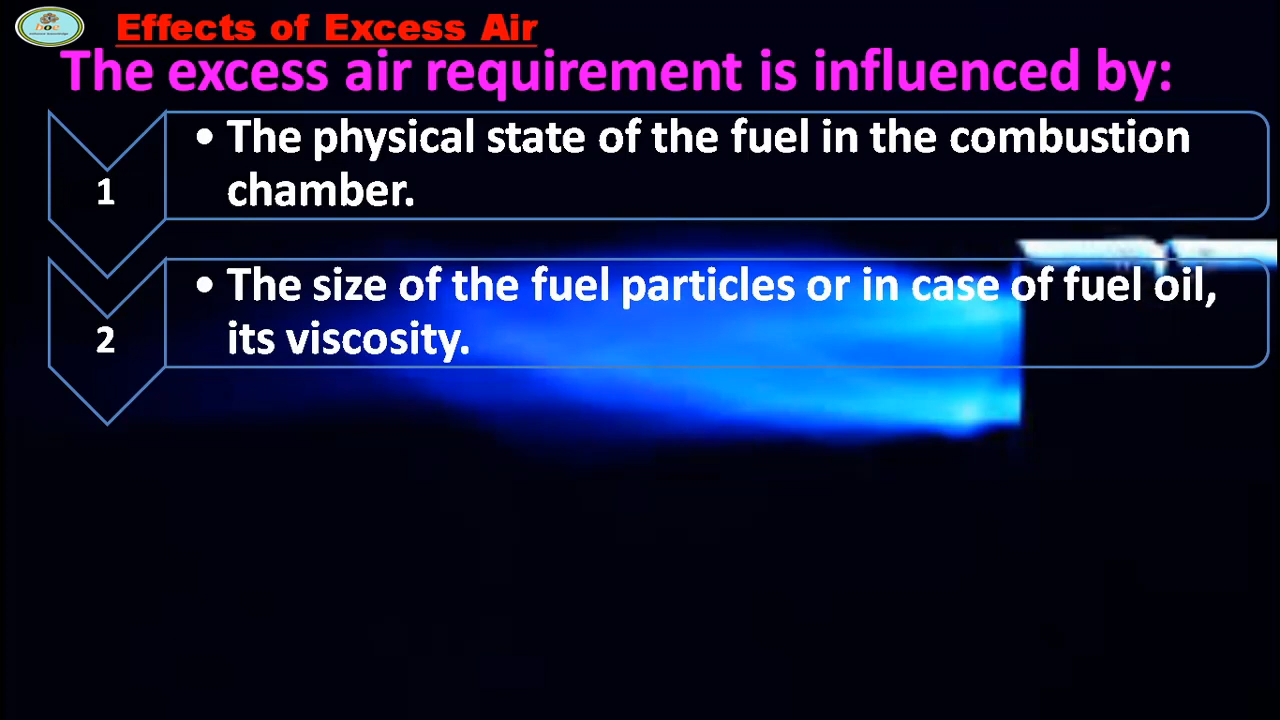 Effects of Excess Air
The excess air requirement is influenced by:
1
• The physical state of the fuel in the combustion
chamber.
2
• The size of the fuel particles or in case of fuel oil,
its viscosity.